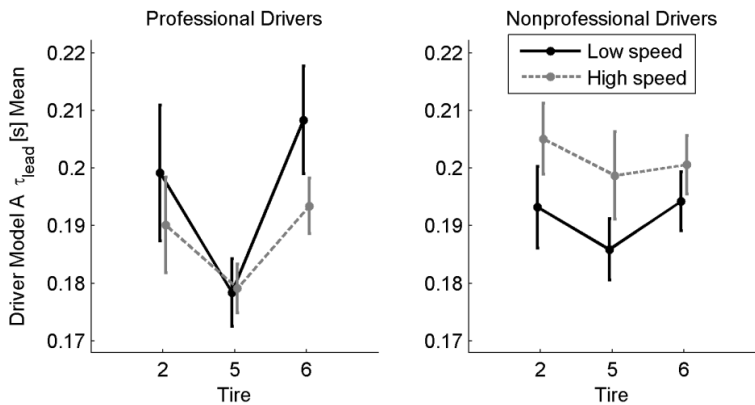 Professional Drivers
Driver Model A τlead [s] Mean
0.22
0.21
0.2
0.19
0.18
0.17
2 5 6
Tire
Nonprofessional Drivers
Low speed
High speed
0.22
0.21
0.2
0.19
0.18
0.17
2 5 6
Tire